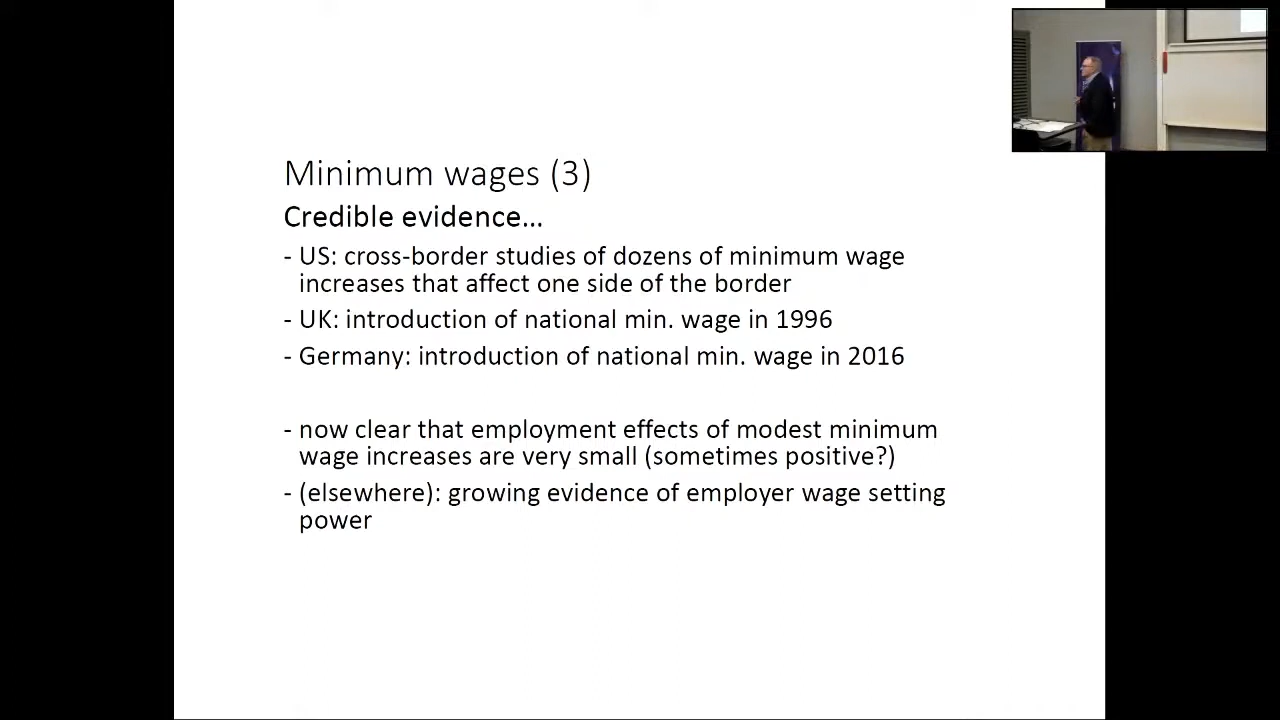 Minimum wages (3)
Credible evidence...
- US: cross-border studies of dozens of minimum wage
increases that affect one side of the border
- UK: introduction of national min. wage in 1996
- Germany: introduction of national min. wage in 2016
- now clear that employment effects of modest minimum
wage increases are very small (sometimes positive?)
- (elsewhere): growing evidence of employer wage setting
power